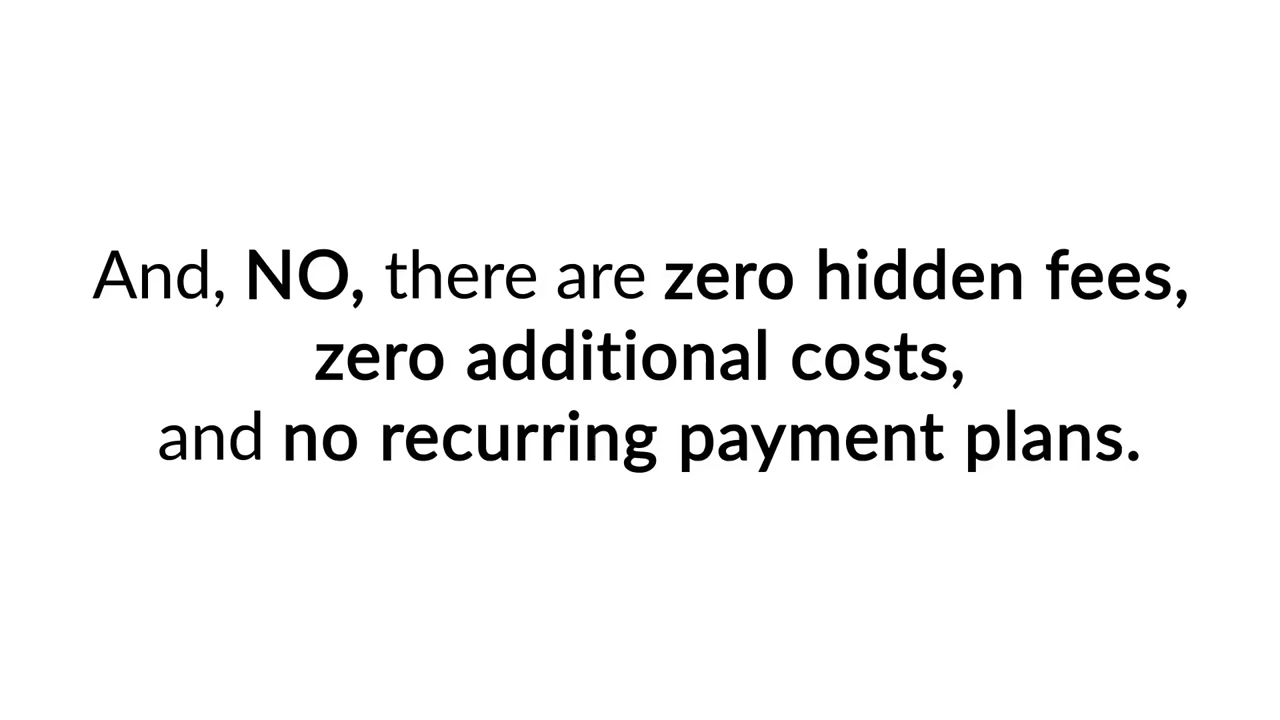 And, NO, there are zero hidden fees,
zero additional costs,
and no recurring payment plans.